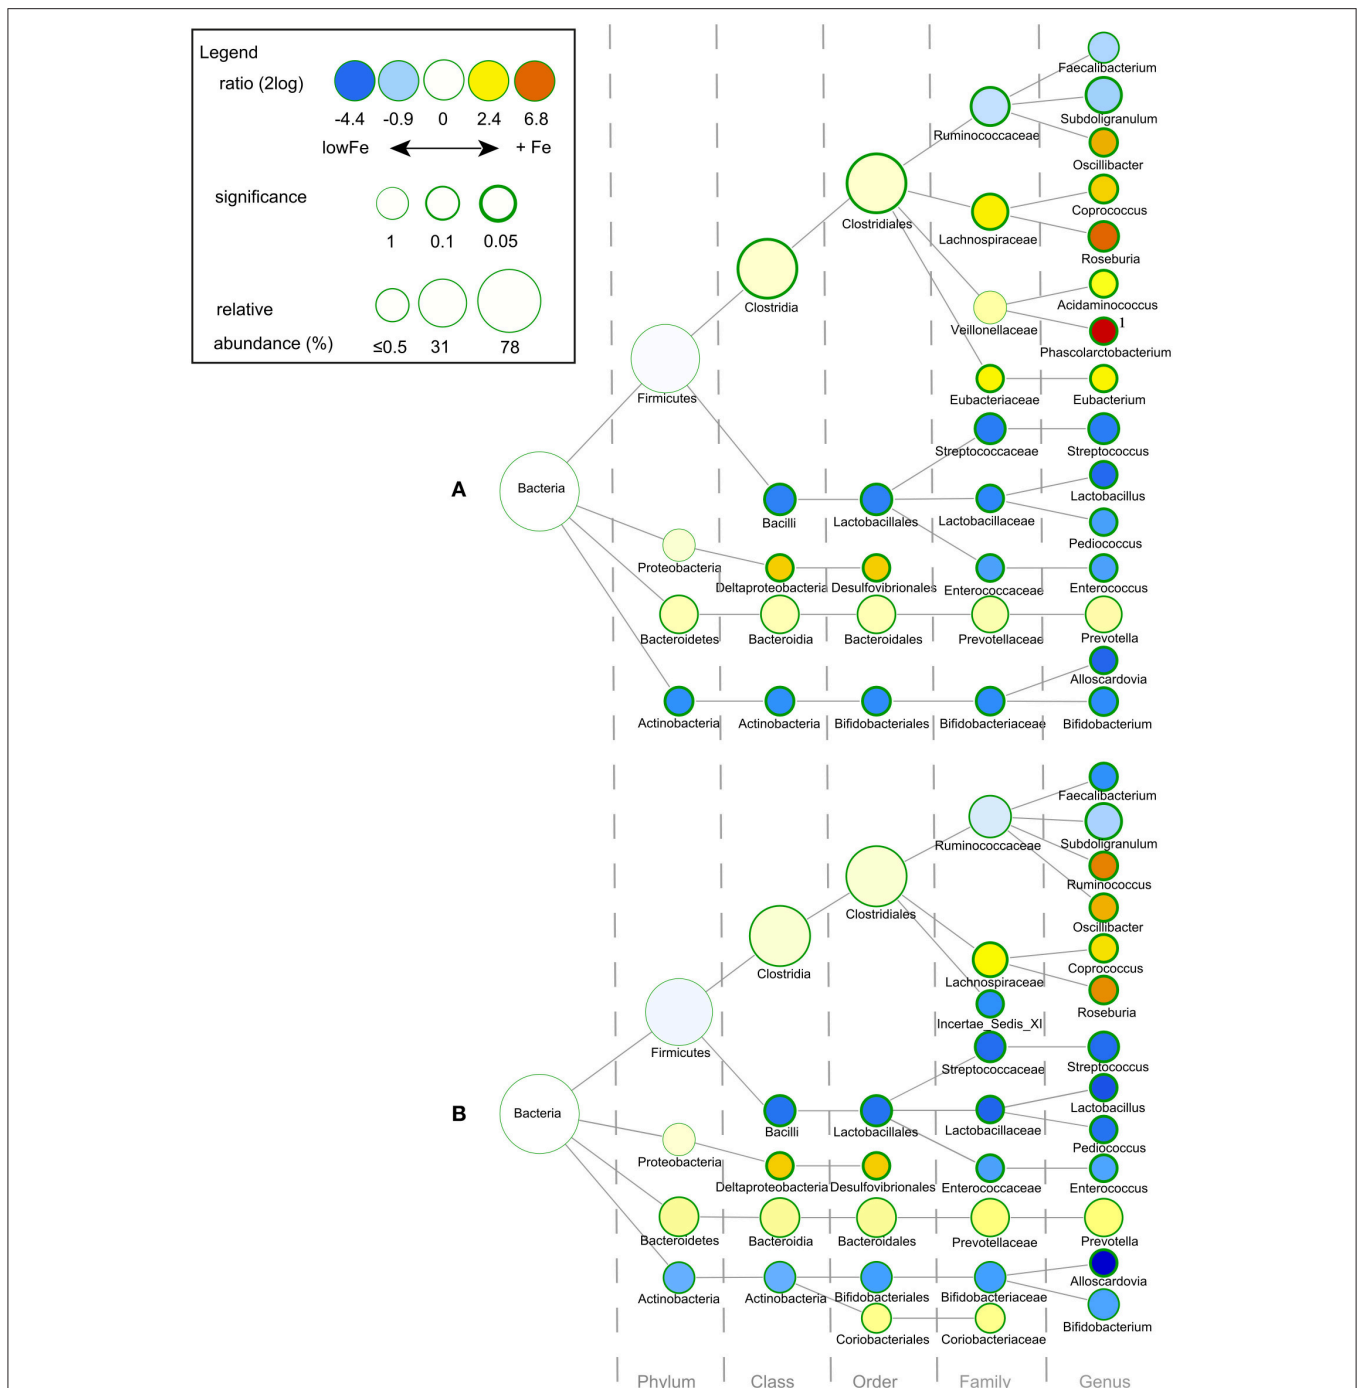 Legend
ratio (2log)
-4.4 -0.9 0 2.4 6.8
lowFe + Fe
significance
1 0.1 0.05
relative
abundance (%) ≤0.5 31 78
A
Bacteria
Firmicutes
Proteobacteria
Bacteroidetes
Actinobacteria
Clostridia
Bacilli
Deltaproteobacteria
Bacteroidia
Actinobacteria
Clostridiales
Lactobacillales
Desulfovibrionales
Bacteroidales
Bifidobacteriales
Ruminococcaceae
Lachnospiraceae
Veillonellaceae
Eubacteriaceae
Streptococcaceae
Lactobacillaceae
Enterococcaceae
Prevotellaceae
Bifidobacteriaceae
Faecalibacterium
Subdoligranulum
Oscillibacter
Coprococcus
Roseburia
Acidaminococcus
1
Phascolarctobacterium
Eubacterium
Streptococcus
Lactobacillus
Pediococcus
Enterococcus
Prevotella
Alloscardovia
Bifidobacterium
B
Bacteria
Firmicutes
Proteobacteria
Bacteroidetes
Actinobacteria
Clostridia
Bacilli
Deltaproteobacteria
Bacteroidia
Actinobacteria
Clostridiales
Lactobacillales
Desulfovibrionales
Bacteroidales
Bifidobacteriales
Coriobacteriales
Ruminococcaceae
Lachnospiraceae
Incertae_Sedis_XI
Streptococcaceae
Lactobacillaceae
Enterococcaceae
Prevotellaceae
Bifidobacteriaceae
Coriobacteriaceae
Faecalibacterium
Subdoligranulum
Ruminococcus
Oscillibacter
Coprococcus
Roseburia
Streptococcus
Lactobacillus
Pediococcus
Enterococcus
Prevotella
Alloscardovia
Bifidobacterium
Phylum Class Order Family Genus